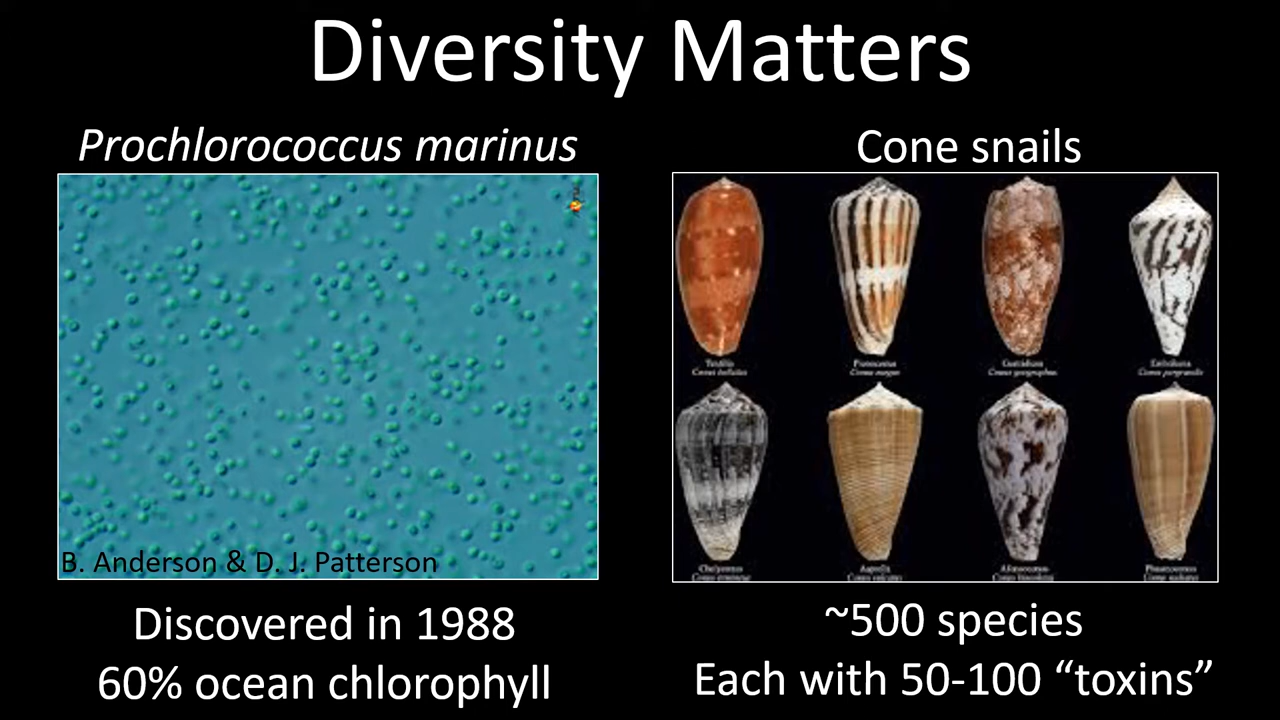 Diversity Matters
Prochlorococcus marinus
B. Anderson & D. J. Patterson
Discovered in 1988
60% ocean chlorophyll
Cone snails
~500 species
Each with 50-100 “toxins”